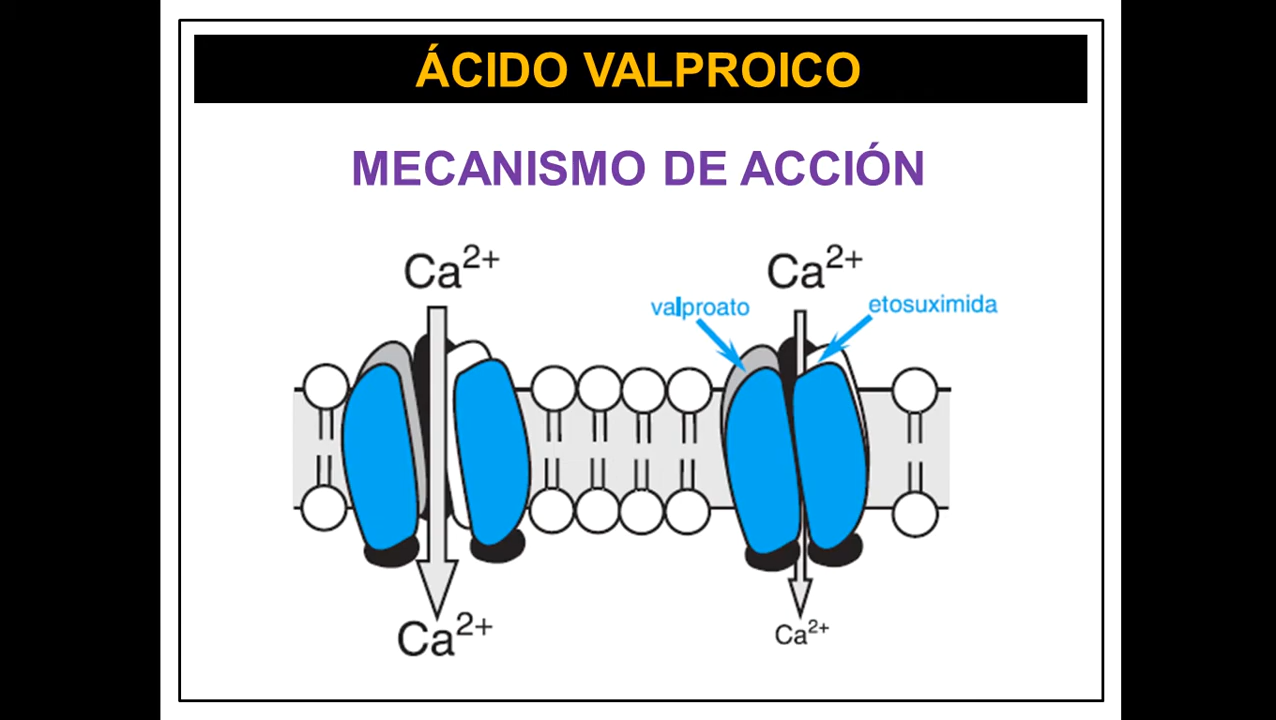 ÁCIDO VALPROICO
MECANISMO DE ACCIÓN
Ca²⁺
Ca²⁺
valproato
etosuximida
Ca²⁺
Ca²⁺